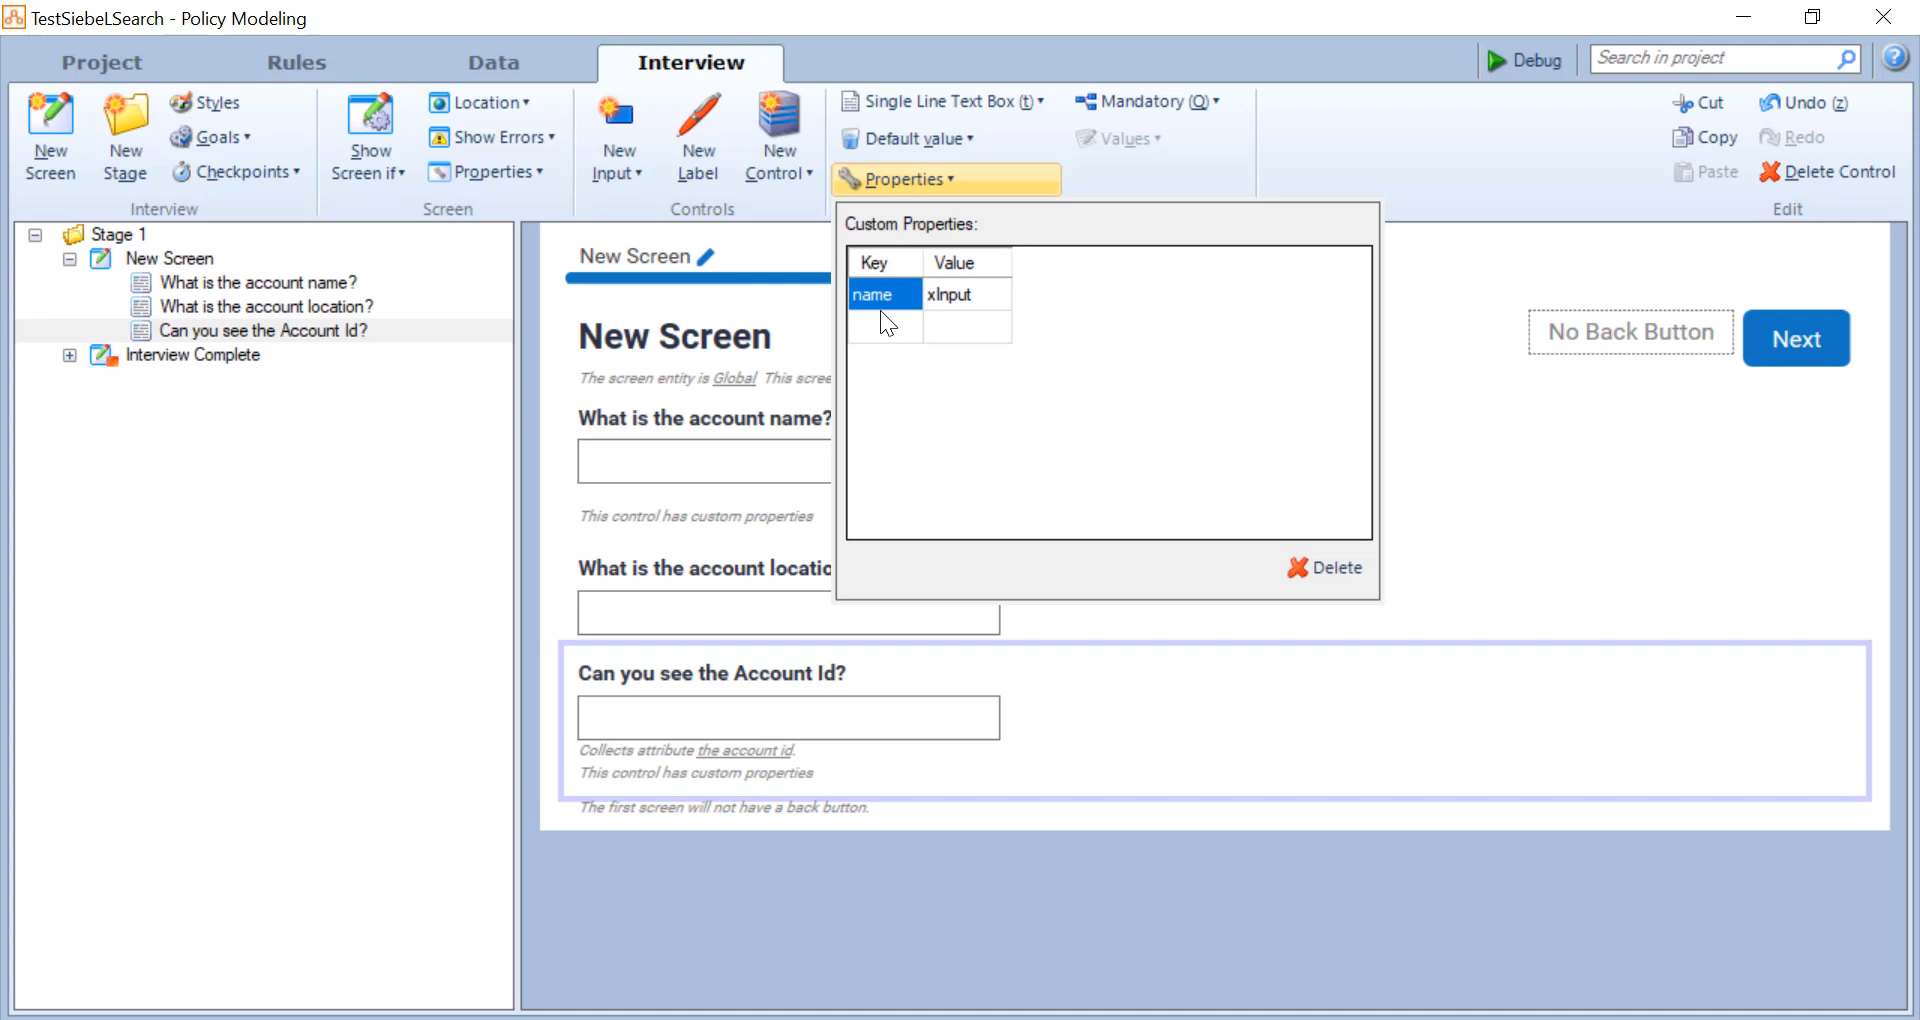 TestSiebelLSearch - Policy Modeling
Project
Rules
Data
Interview
Debug
Search in project
New Screen
New Stage
Styles
Goals
Checkpoints
Interview
Show Screen if
Location
Show Errors
Properties
Screen
New Input
New Label
New Control
Controls
Single Line Text Box (t)
Default value
Properties
Mandatory (Q)
Values
Cut
Copy
Paste
Undo (z)
Redo
Delete Control
Edit
Stage 1
New Screen
What is the account name?
What is the account location?
Can you see the Account Id?
Interview Complete
New Screen
New Screen
The screen entity is Global This scree
What is the account name?
This control has custom properties
What is the account locatio
Can you see the Account Id?
Collects attribute the account id.
This control has custom properties
The first screen will not have a back button.
No Back Button
Next
Custom Properties:
Key Value
name xInput
Delete